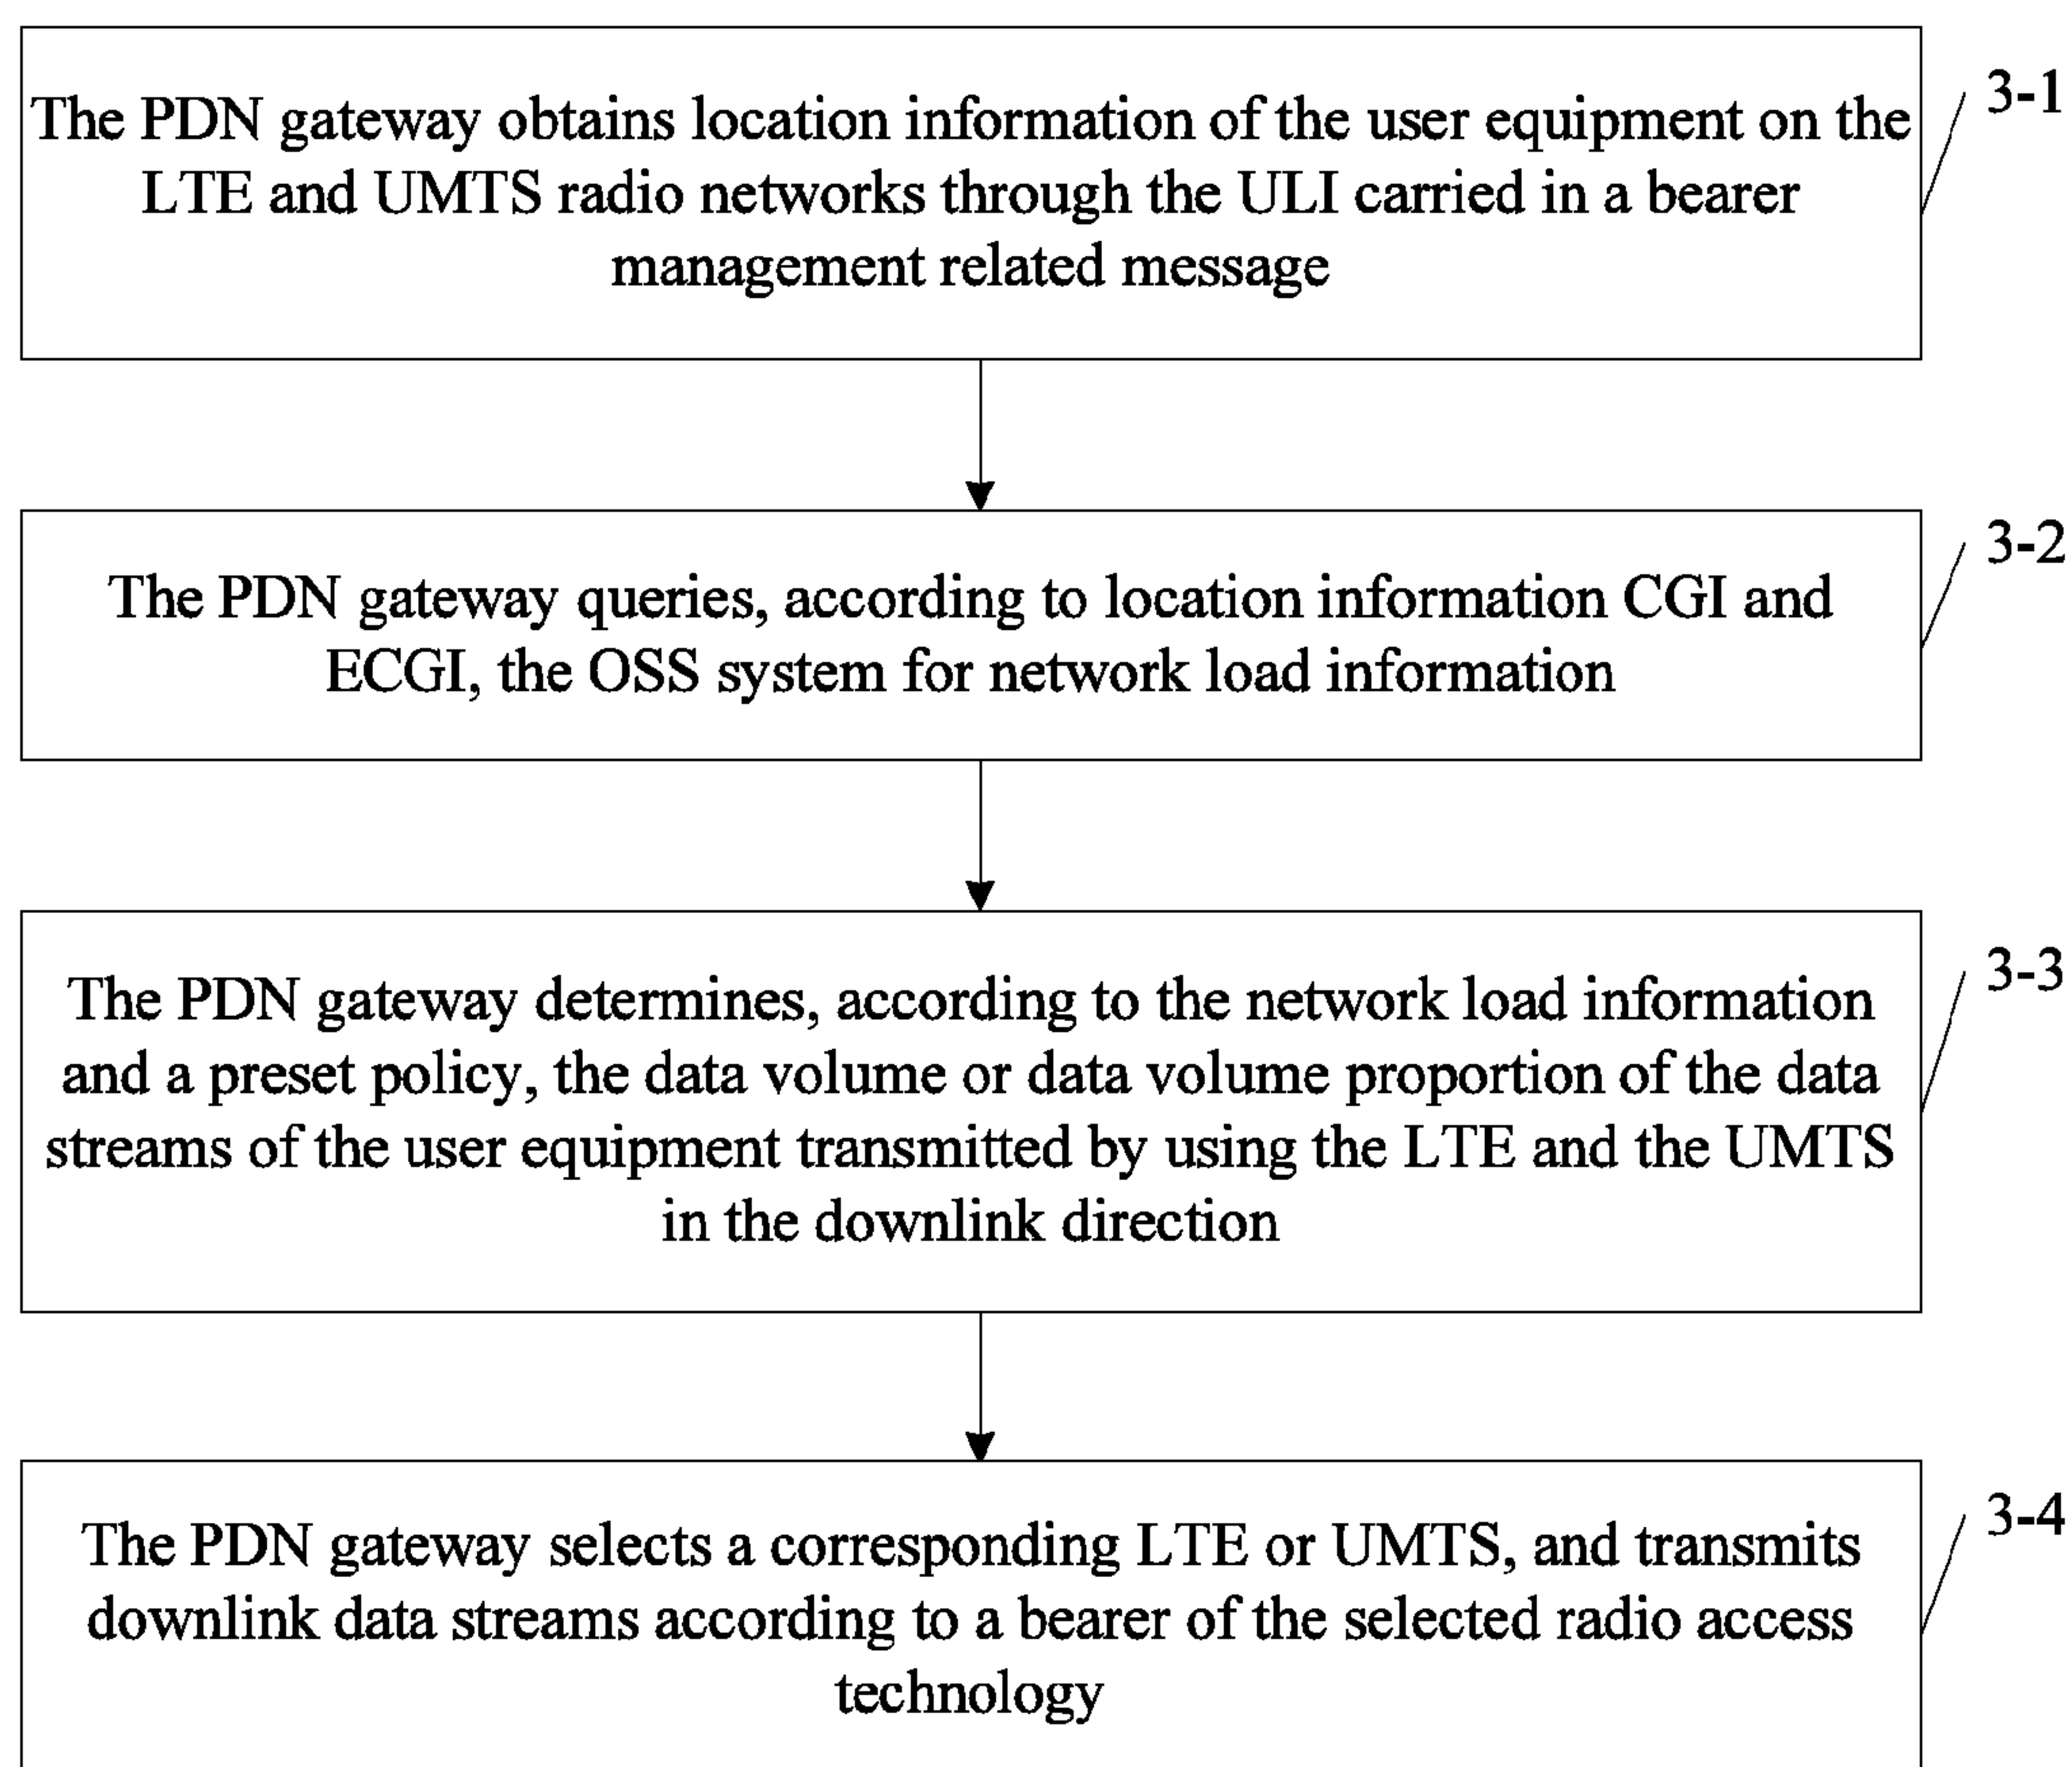 The PDN gateway obtains location information of the user equipment on the
LTE and UMTS radio networks through the ULI carried in a bearer
management related message
3-1
The PDN gateway queries, according to location information CGI and
ECGI, the OSS system for network load information
3-2
The PDN gateway determines, according to the network load information
and a preset policy, the data volume or data volume proportion of the data
streams of the user equipment transmitted by using the LTE and the UMTS
in the downlink direction
3-3
The PDN gateway selects a corresponding LTE or UMTS, and transmits
downlink data streams according to a bearer of the selected radio access
technology
3-4